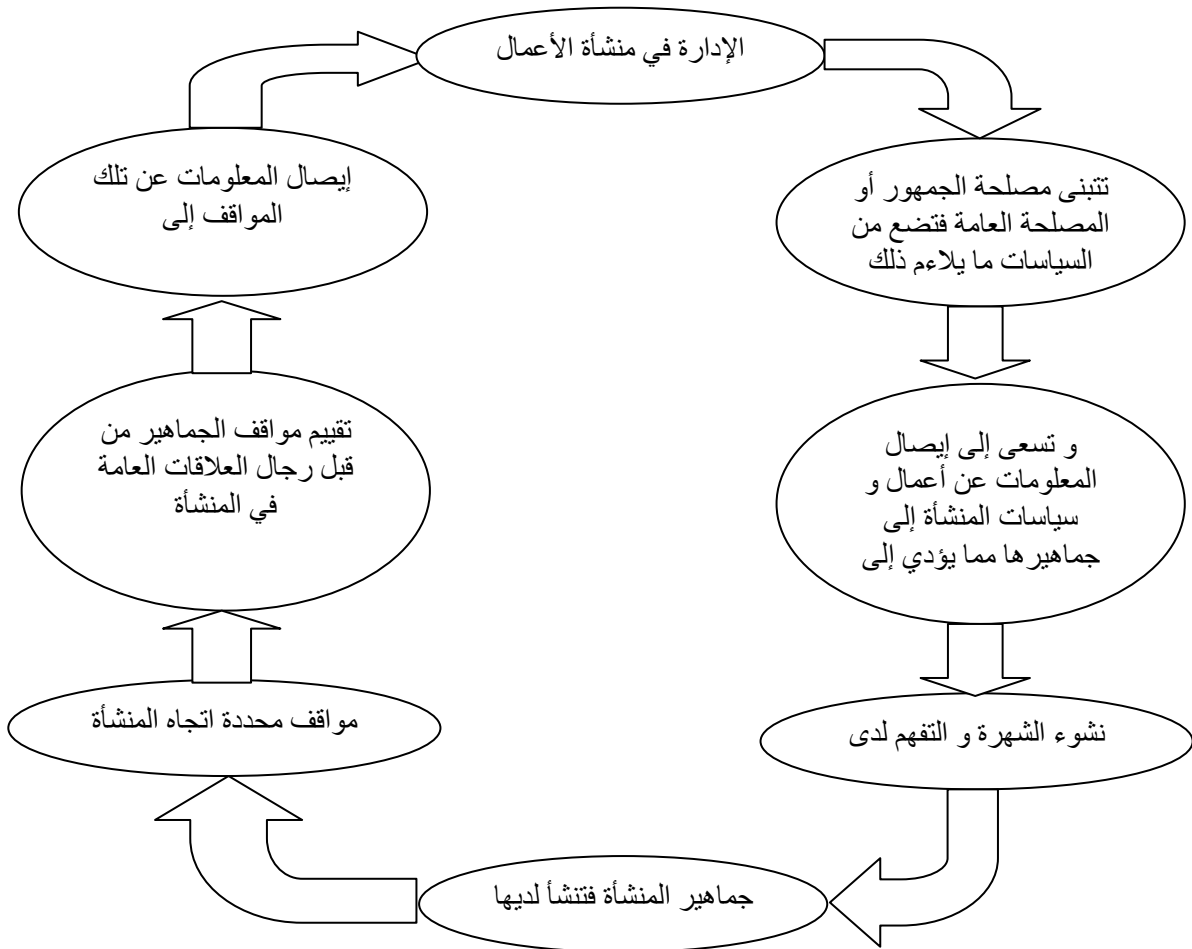 الإدارة في منشأة الأعمال
تتبنى مصلحة الجمهور أو
المصلحة العامة فتضع من
السياسات ما يلاءم ذلك
و تسعى إلى إيصال
المعلومات عن أعمال و
سياسات المنشأة إلى
جماهيرها مما يؤدي إلى
نشوء الشهرة و التفهم لدى
جماهير المنشأة فتنشأ لديها
مواقف محددة اتجاه المنشأة
تقييم مواقف الجماهير من
قبل رجال العلاقات العامة
في المنشأة
إيصال المعلومات عن تلك
المواقف إلى